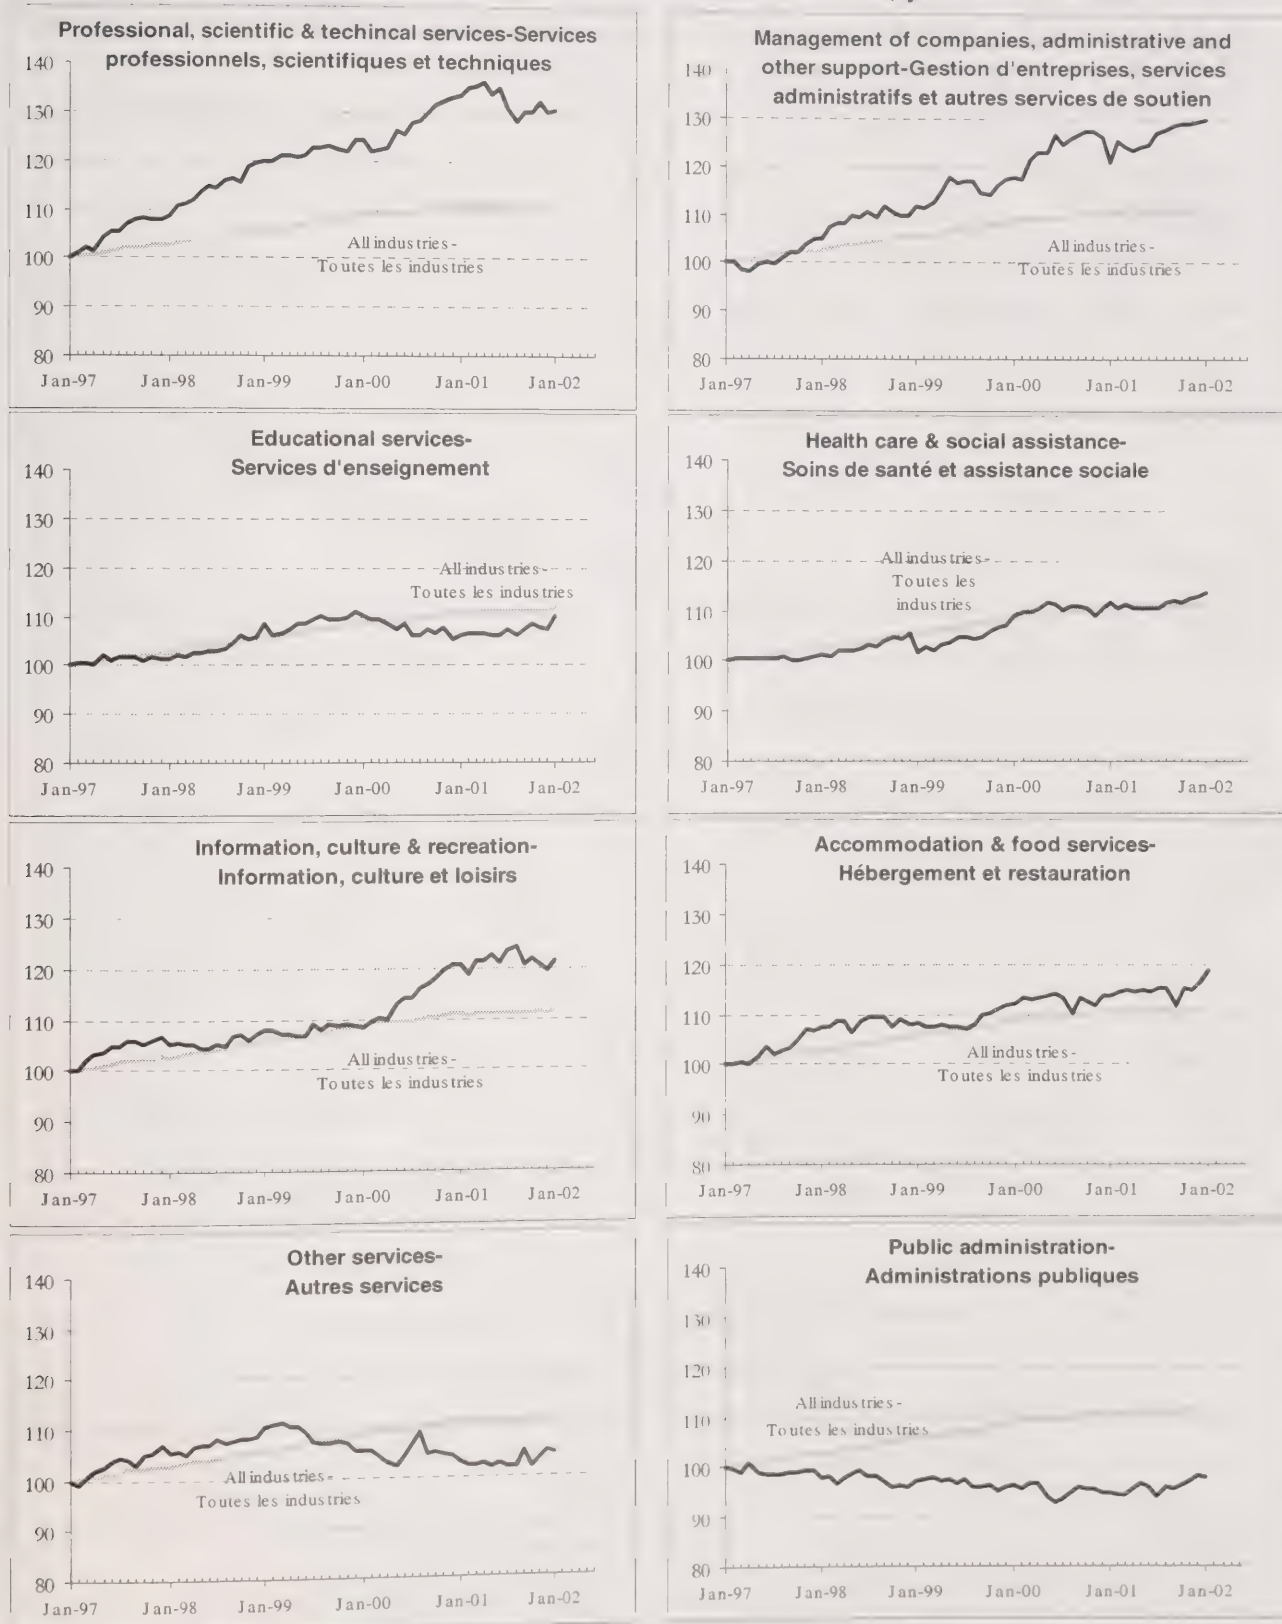 Professional, scientific & techincal services-Services
professionnels, scientifiques et techniques
140
130
120
110
100
90
80
All industries-
Toutes les industries
Jan-97 Jan-98 Jan-99 Jan-00 Jan-01 Jan-02
Management of companies, administrative and
other support-Gestion d'entreprises, services
administratifs et autres services de soutien
140
130
120
110
100
90
80
All industries-
Toutes les industries
Jan-97 Jan-98 Jan-99 Jan-00 Jan-01 Jan-02
Educational services-
Services d'enseignement
140
130
120
110
100
90
80
All industries-
Toutes les industries
Jan-97 Jan-98 Jan-99 Jan-00 Jan-01 Jan-02
Health care & social assistance-
Soins de santé et assistance sociale
140
130
120
110
100
90
80
All industries-
Toutes les
industries
Jan-97 Jan-98 Jan-99 Jan-00 Jan-01 Jan-02
Information, culture & recreation-
Information, culture et loisirs
140
130
120
110
100
90
80
All industries-
Toutes les industries
Jan-97 Jan-98 Jan-99 Jan-00 Jan-01 Jan-02
Accommodation & food services-
Hébergement et restauration
140
130
120
110
100
90
80
All industries-
Toutes les industries
Jan-97 Jan-98 Jan-99 Jan-00 Jan-01 Jan-02
Other services-
Autres services
140
130
120
110
100
90
80
All industries-
Toutes les industries
Jan-97 Jan-98 Jan-99 Jan-00 Jan-01 Jan-02
Public administration-
Administrations publiques
140
130
120
110
100
90
80
All industries-
Toutes les industries
Jan-97 Jan-98 Jan-99 Jan-00 Jan-01 Jan-02